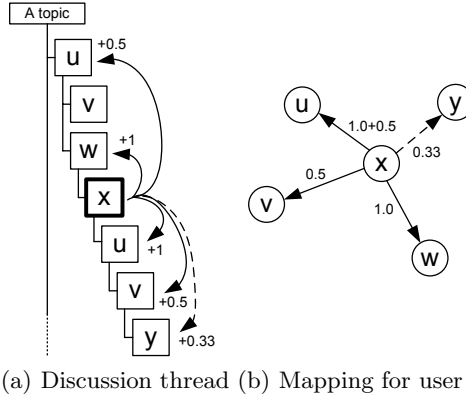 A topic
u
+0.5
v
w
+1
x
u
+1
v
+0.5
y
+0.33
u
y
1.0+0.5
x
0.33
0.5
v
1.0
w
(a) Discussion thread (b) Mapping for user